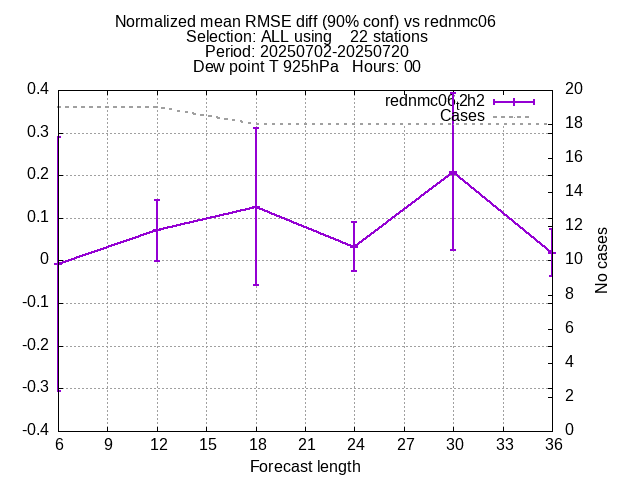 Normalized mean RMSE diff (90% conf) vs rednmc06
Selection: ALL using    22 stations
Period: 20250702-20250720
Dew point T 925hPa   Hours: 00
rednmc06t2h2
Cases
0.4
0.3
0.2
0.1
0
-0.1
-0.2
-0.3
-0.4
20
18
16
14
12
10
8
6
4
2
0
No cases
6 9 12 15 18 21 24 27 30 33 36
Forecast length